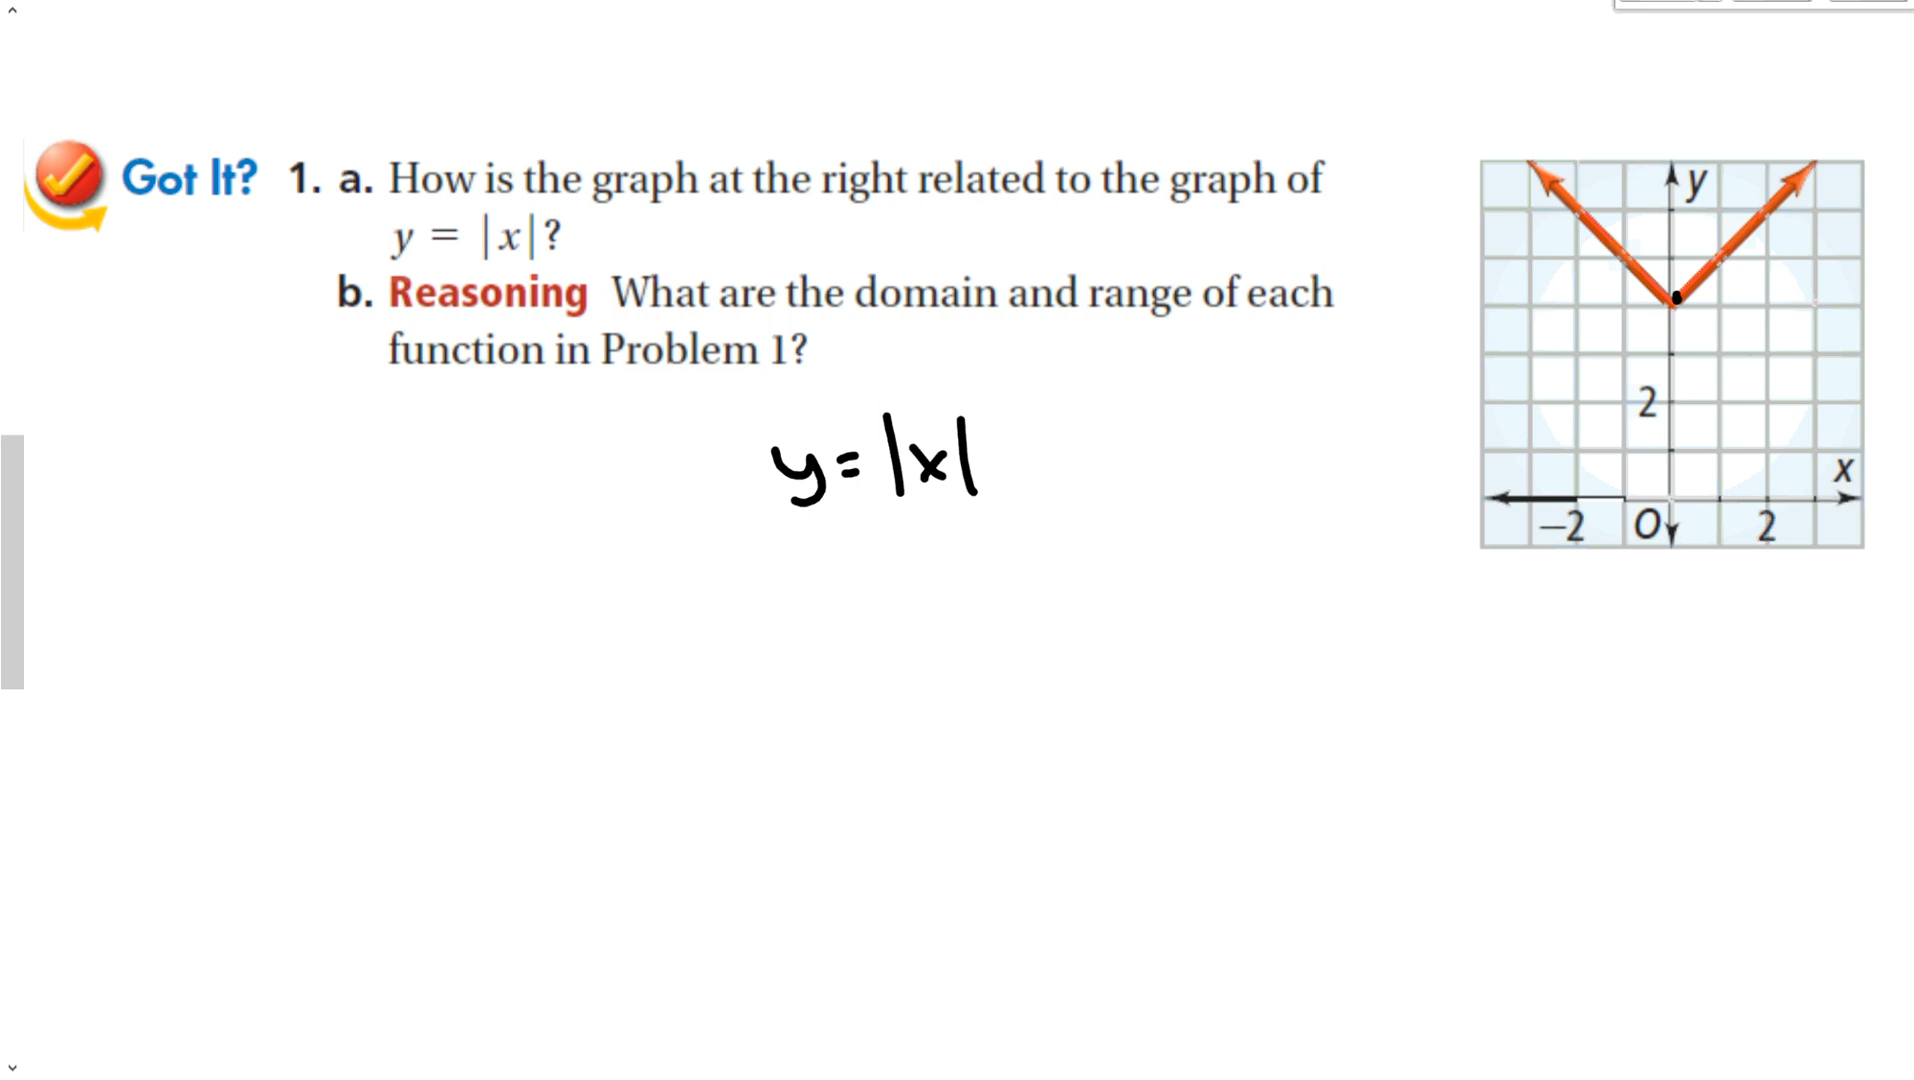 Got It? 1. a. How is the graph at the right related to the graph of
y = |x|?
b. Reasoning What are the domain and range of each
function in Problem 1?
y=|x|
y
2
x
−2 O 2